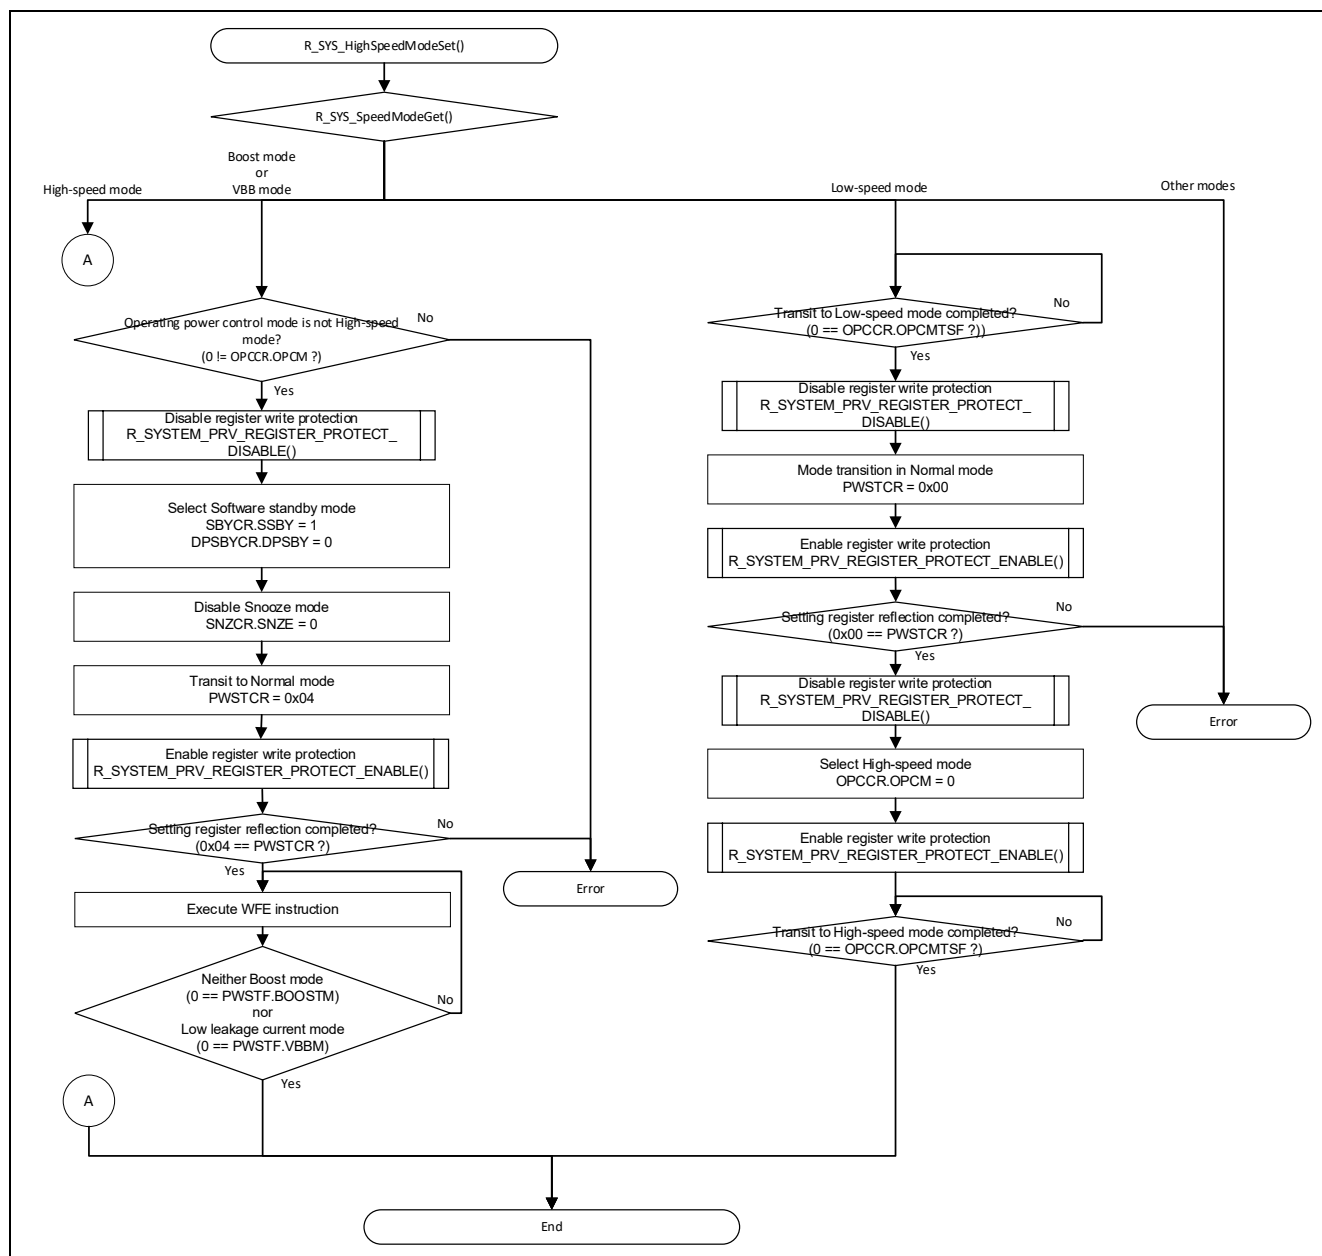 R_SYS_HighSpeedModeSet()
R_SYS_SpeedModeGet()
High-speed mode
Boost mode
or
VBB mode
Low-speed mode
Other modes
A
Operating power control mode is not High-speed
mode?
(0 != OPCCR.OPCM ?)
No
Yes
Disable register write protection
R_SYSTEM_PRV_REGISTER_PROTECT_
DISABLE()
Select Software standby mode
SBYCR.SSBY = 1
DPSBYCR.DPSBY = 0
Disable Snooze mode
SNZCR.SNZE = 0
Transit to Normal mode
PWSTCR = 0x04
Enable register write protection
R_SYSTEM_PRV_REGISTER_PROTECT_ENABLE()
Setting register reflection completed?
(0x04 == PWSTCR ?)
No
Yes
Error
Execute WFE instruction
Neither Boost mode
(0 == PWSTF.BOOSTM)
nor
Low leakage current mode
(0 == PWSTF.VBBM)
No
Yes
A
Transit to Low-speed mode completed?
(0 == OPCCR.OPCMTSF ?))
No
Yes
Disable register write protection
R_SYSTEM_PRV_REGISTER_PROTECT_
DISABLE()
Mode transition in Normal mode
PWSTCR = 0x00
Enable register write protection
R_SYSTEM_PRV_REGISTER_PROTECT_ENABLE()
Setting register reflection completed?
(0x00 == PWSTCR ?)
No
Yes
Disable register write protection
R_SYSTEM_PRV_REGISTER_PROTECT_
DISABLE()
Error
Select High-speed mode
OPCCR.OPCM = 0
Enable register write protection
R_SYSTEM_PRV_REGISTER_PROTECT_ENABLE()
Transit to High-speed mode completed?
(0 == OPCCR.OPCMTSF ?)
No
Yes
End